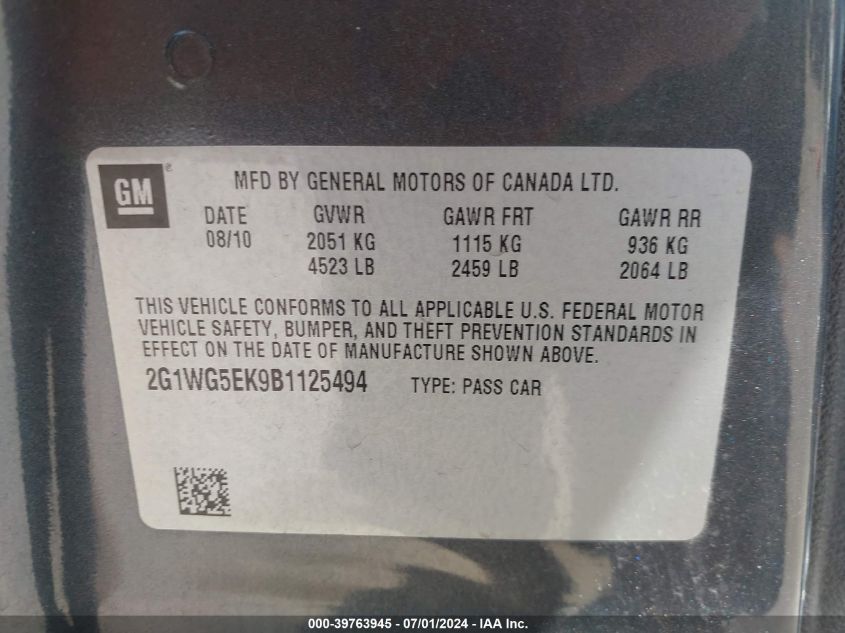 GM®
MFD BY GENERAL MOTORS OF CANADA LTD.
DATE GVWR GAWR FRT GAWR RR
08/10 2051 KG 1115 KG 936 KG
4523 LB 2459 LB 2064 LB
THIS VEHICLE CONFORMS TO ALL APPLICABLE U.S. FEDERAL MOTOR
VEHICLE SAFETY, BUMPER, AND THEFT PREVENTION STANDARDS IN
EFFECT ON THE DATE OF MANUFACTURE SHOWN ABOVE.
2G1WG5EK9B1125494 TYPE: PASS CAR
000-39763945 - 07/01/2024 - IAA Inc.